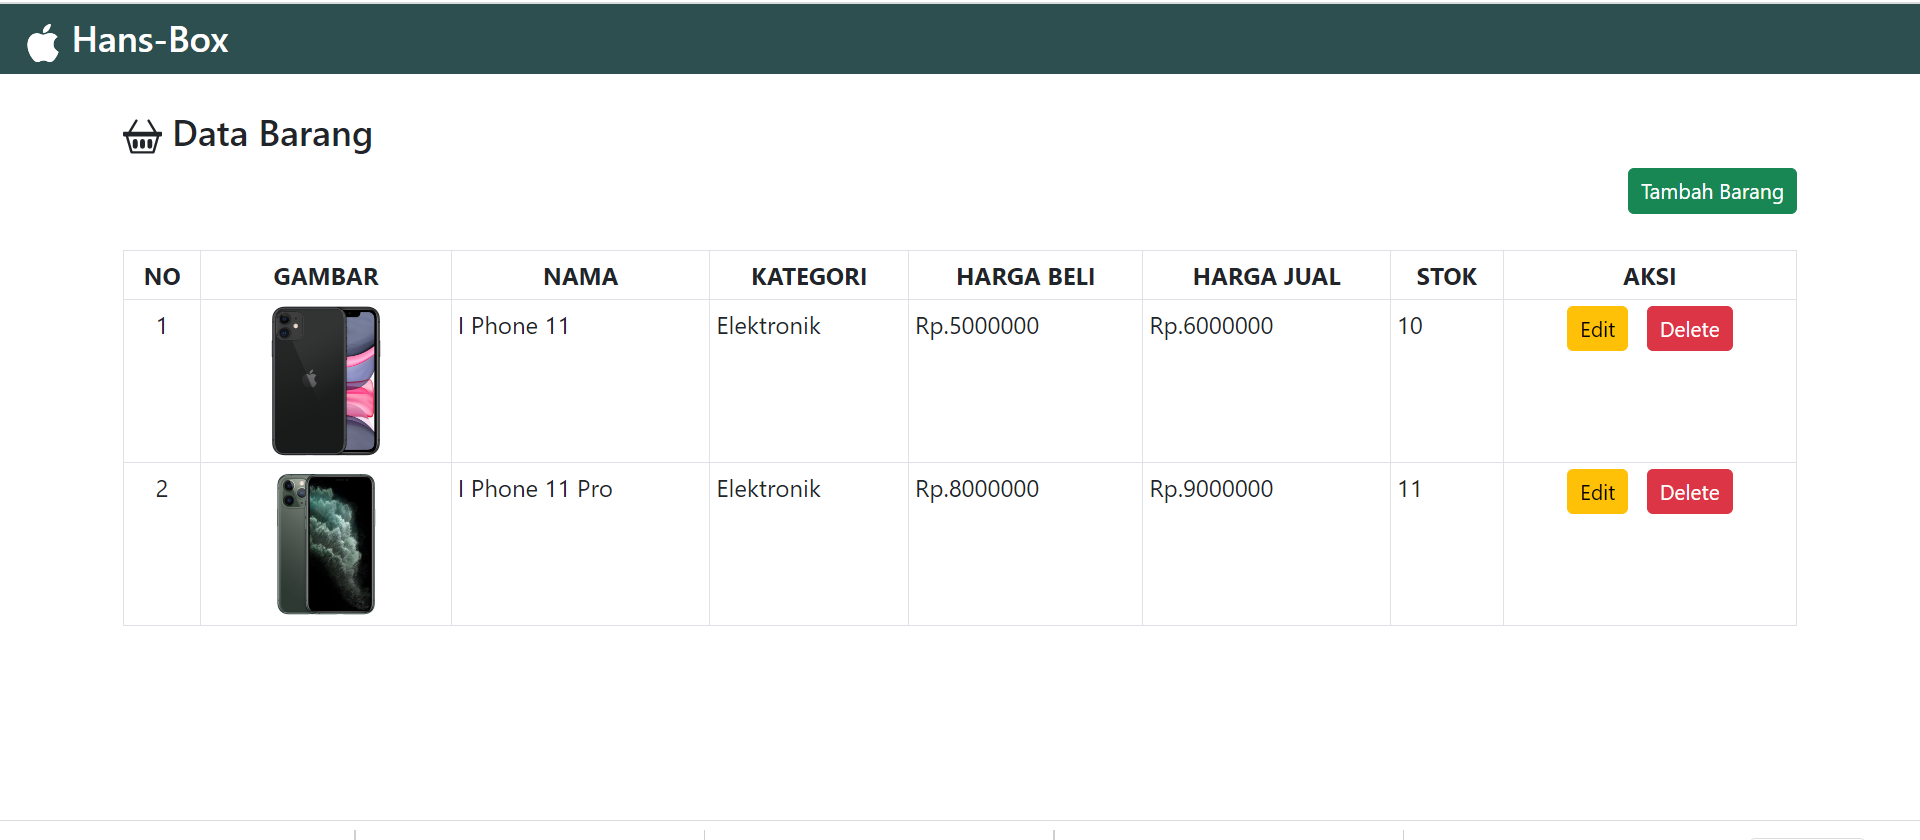 Hans-Box
Data Barang
Tambah Barang
NO GAMBAR NAMA KATEGORI HARGA BELI HARGA JUAL STOK AKSI
1 I Phone 11 Elektronik Rp.5000000 Rp.6000000 10 Edit Delete
2 I Phone 11 Pro Elektronik Rp.8000000 Rp.9000000 11 Edit Delete